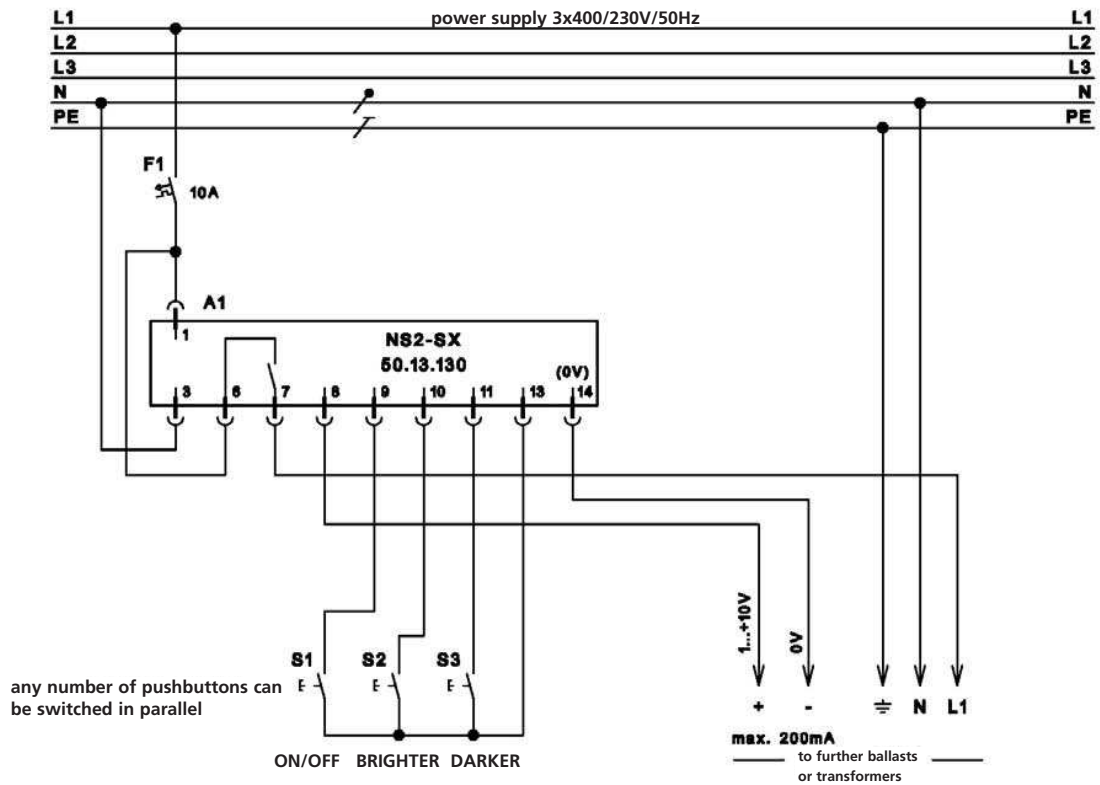 L1 power supply 3x400/230V/50Hz L1
L2 L2
L3 L3
N N
PE PE
F1
10A
A1
1
NS2-SX
50.13.130
(0V)
3 6 7 8 9 10 11 13 14
1...+10V
0V
S1 S2 S3
E E E
any number of pushbuttons can
be switched in parallel
+ - N L1
max. 200mA
ON/OFF BRIGHTER DARKER
to further ballasts
or transformers